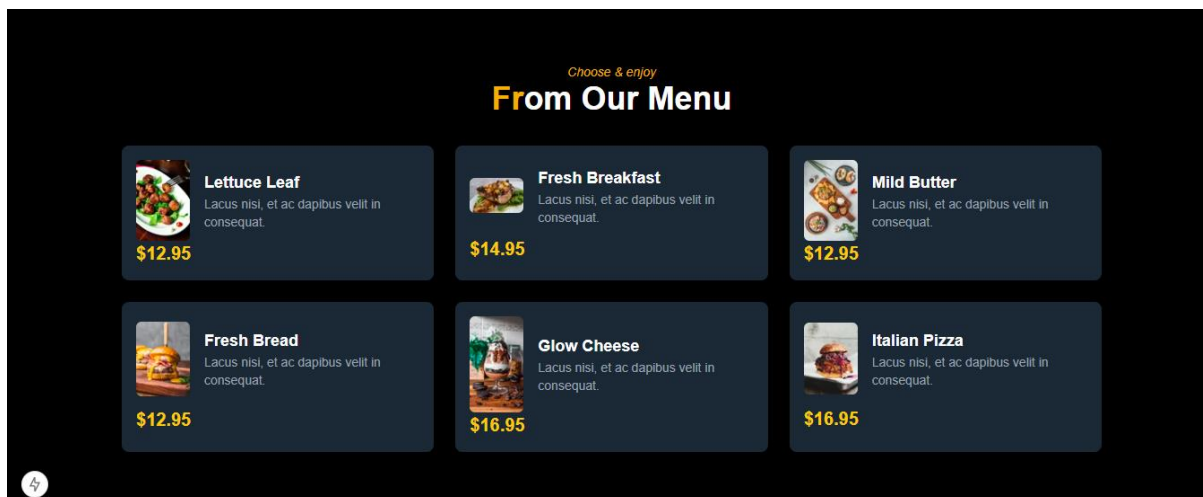 Choose & enjoy
From Our Menu
Lettuce Leaf
Lacus nisi, et ac dapibus velit in
consequat.
$12.95
Fresh Breakfast
Lacus nisi, et ac dapibus velit in
consequat.
$14.95
Mild Butter
Lacus nisi, et ac dapibus velit in
consequat.
$12.95
Fresh Bread
Lacus nisi, et ac dapibus velit in
consequat.
$12.95
Glow Cheese
Lacus nisi, et ac dapibus velit in
consequat.
$16.95
Italian Pizza
Lacus nisi, et ac dapibus velit in
consequat.
$16.95